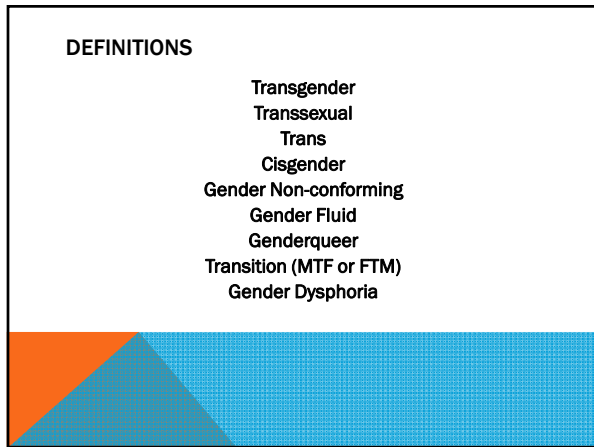 DEFINITIONS
Transgender
Transsexual
Trans
Cisgender
Gender Non-conforming
Gender Fluid
Genderqueer
Transition (MTF or FTM)
Gender Dysphoria